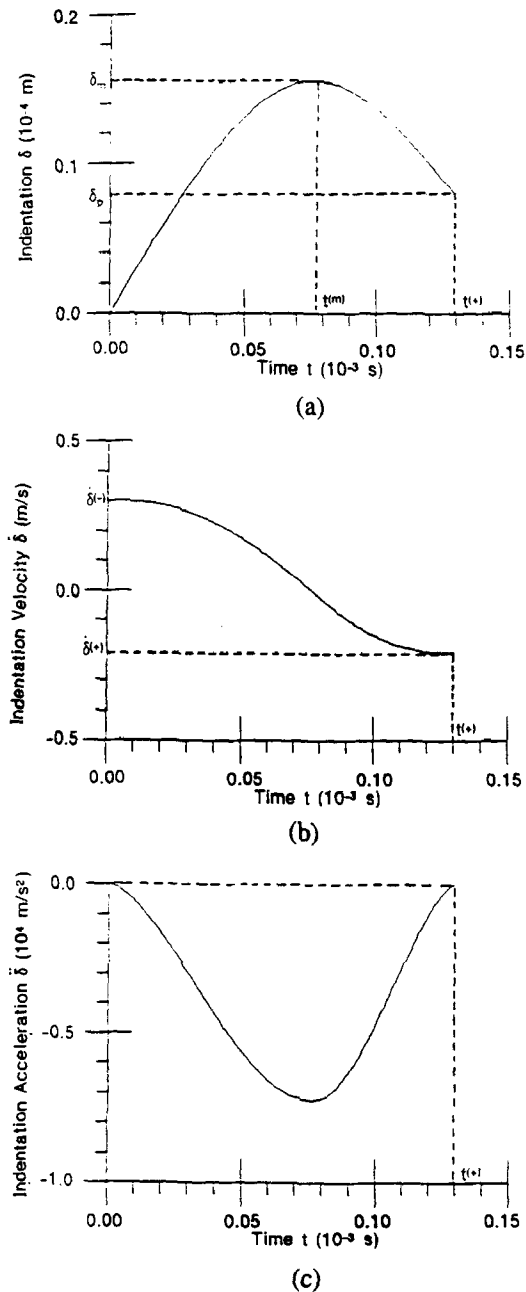 0.2
δm
0.1
δp
0.0
Indentation δ (10⁻⁴ m)
t(m)
t(+)
0.00
0.05
0.10
0.15
Time t (10⁻³ s)
(a)
0.5
δ̇(-)
0.0
δ̇(+)
-0.5
Indentation Velocity δ̇ (m/s)
t(+)
0.00
0.05
0.10
0.15
Time t (10⁻³ s)
(b)
0.0
-0.5
-1.0
Indentation Acceleration δ̈ (10⁴ m/s²)
t(+)
0.00
0.05
0.10
0.15
Time t (10⁻³ s)
(c)